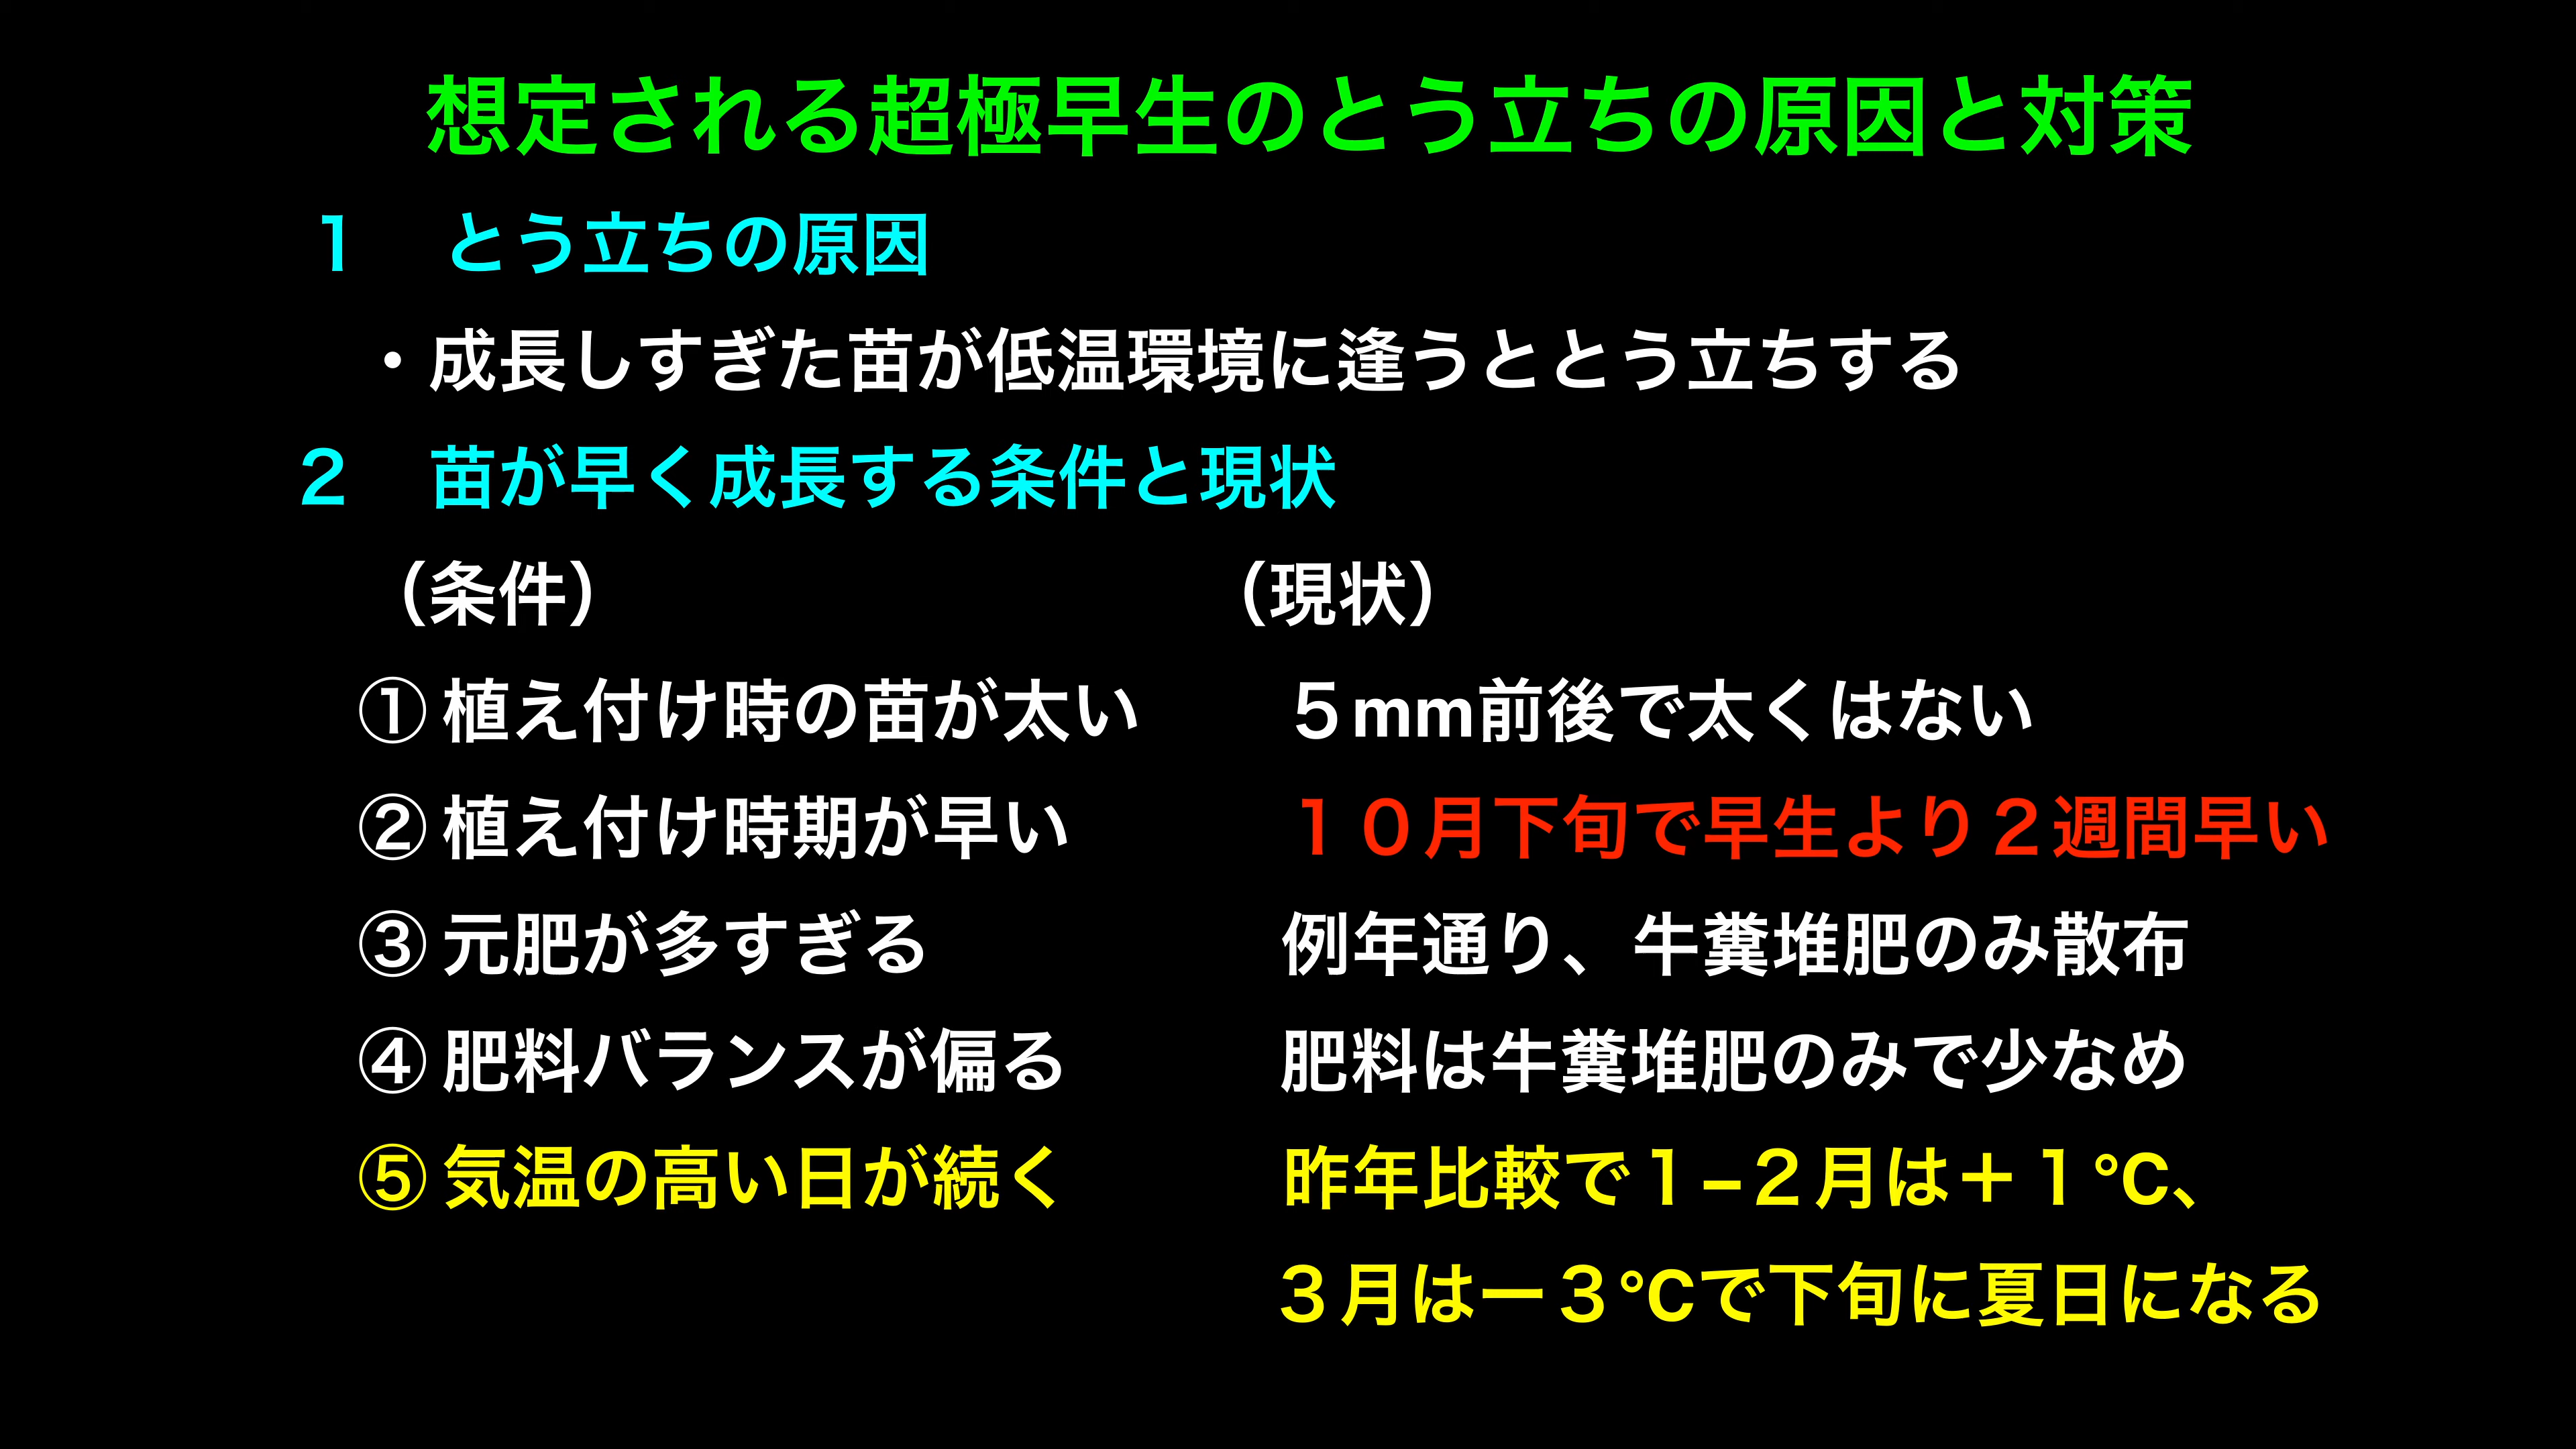 想定される超極早生のとう立ちの原因と対策
１　とう立ちの原因
・成長しすぎた苗が低温環境に逢うととう立ちする
２　苗が早く成長する条件と現状
（条件）　（現状）
①植え付け時の苗が太い　５mm前後で太くはない
②植え付け時期が早い　１０月下旬で早生より２週間早い
③元肥が多すぎる　例年通り、牛糞堆肥のみ散布
④肥料バランスが偏る　肥料は牛糞堆肥のみで少なめ
⑤気温の高い日が続く　昨年比較で１−２月は＋１℃、
３月はー３℃で下旬に夏日になる